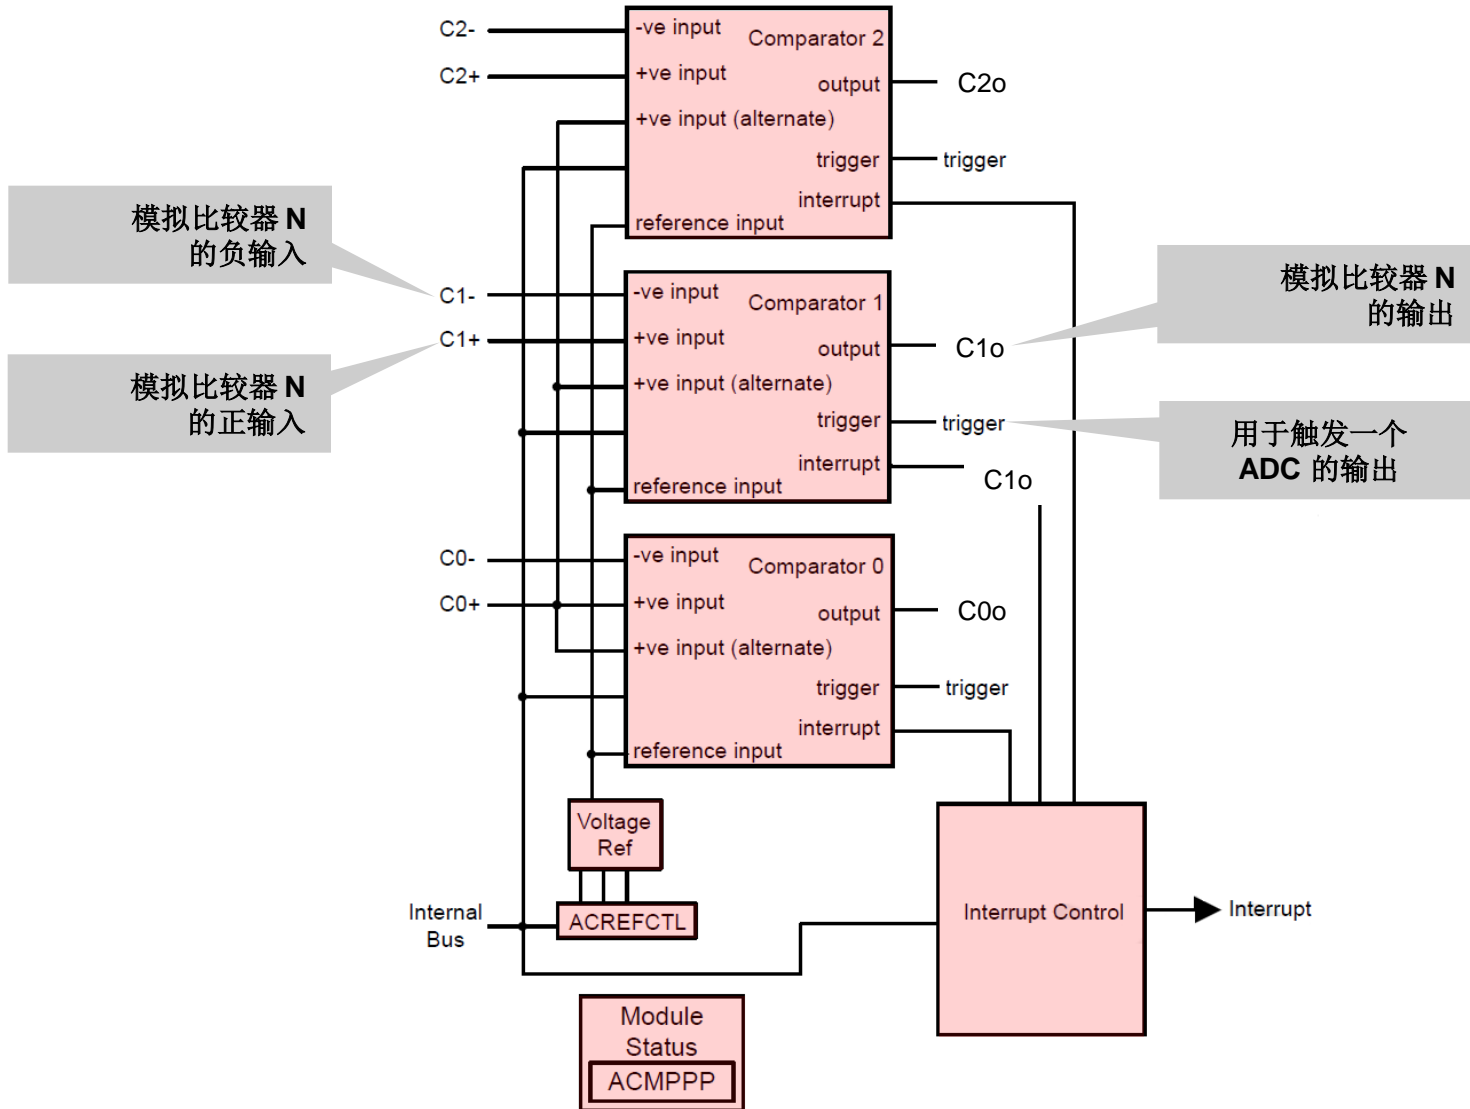 C2-
-ve input
Comparator 2
C2+
+ve input
output
C2o
+ve input (alternate)
trigger
trigger
interrupt
reference input
模拟比较器 N
的负输入
C1-
-ve input
Comparator 1
模拟比较器 N
的输出
C1+
+ve input
output
C1o
模拟比较器 N
的正输入
+ve input (alternate)
trigger
trigger
用于触发一个
ADC 的输出
interrupt
C1o
reference input
C0-
-ve input
Comparator 0
C0+
+ve input
output
C0o
+ve input (alternate)
trigger
trigger
interrupt
reference input
Voltage
Ref
Internal
Bus
ACREFCTL
Interrupt Control
Interrupt
Module
Status
ACMPPP